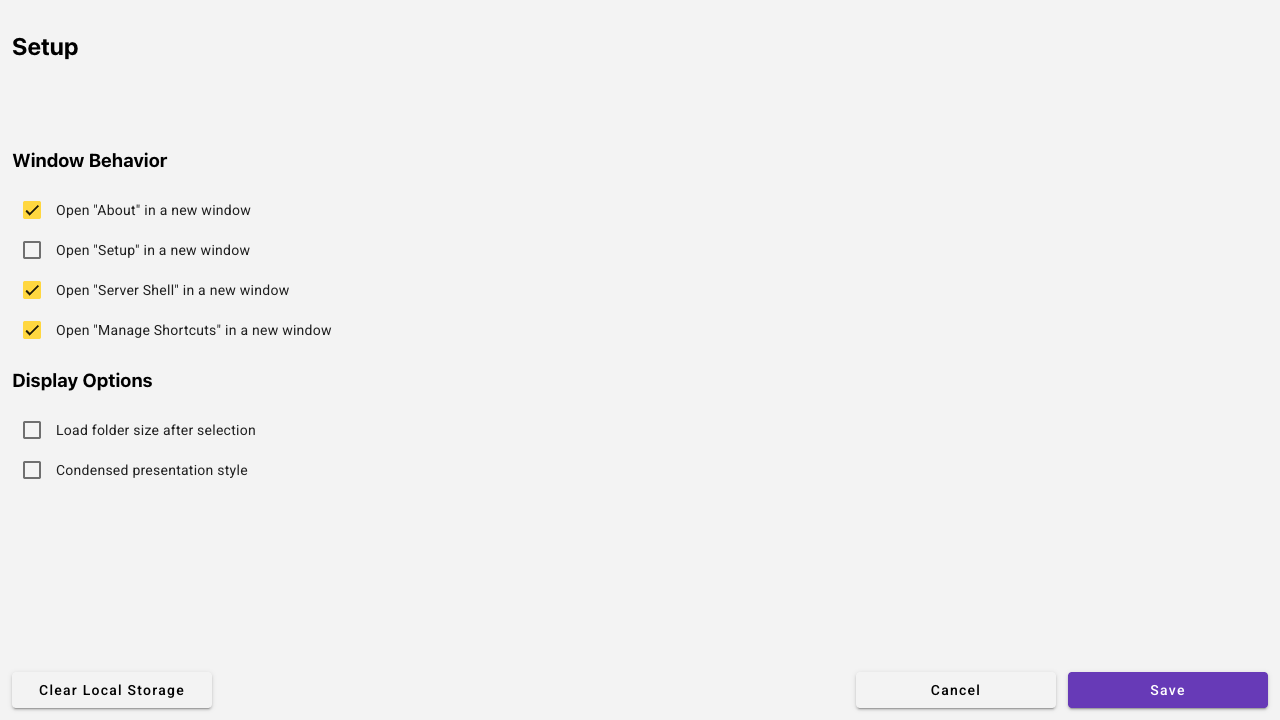 Setup
Window Behavior
Open "About" in a new window
Open "Setup" in a new window
Open "Server Shell" in a new window
Open "Manage Shortcuts" in a new window
Display Options
Load folder size after selection
Condensed presentation style
Clear Local Storage
Cancel
Save